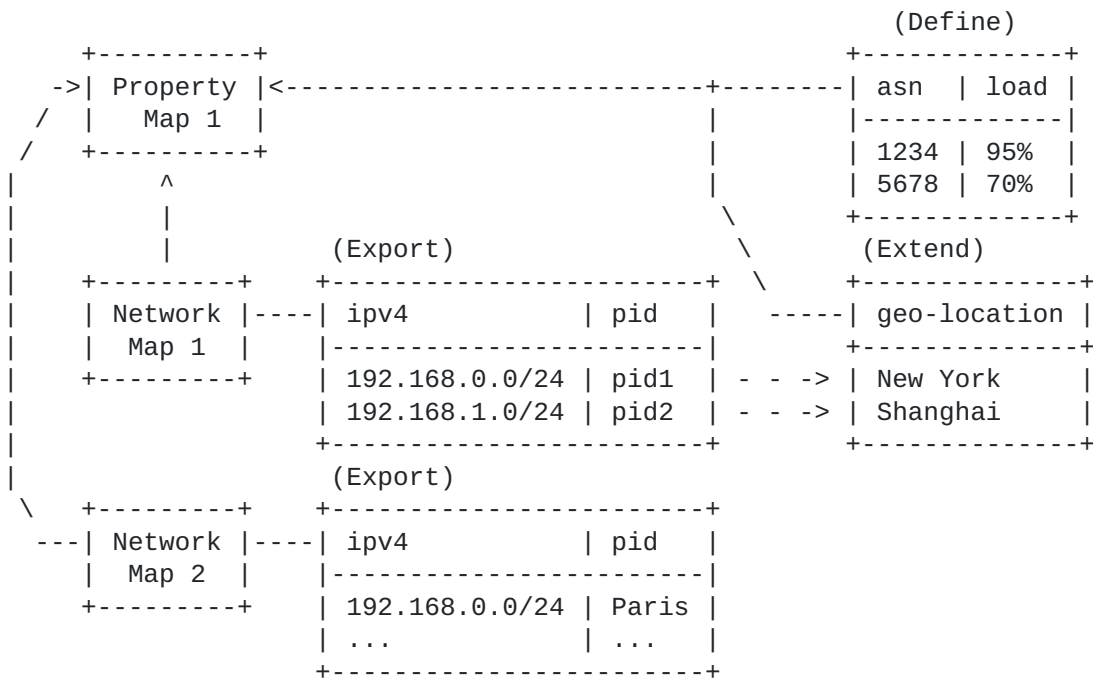 (Define)
Property asn | load
Map 1
1234 | 95%
5678 | 70%
(Export) (Extend)
Network ipv4 | pid geo-location
Map 1
192.168.0.0/24 | pid1 - - -> New York
192.168.1.0/24 | pid2 - - -> Shanghai
(Export)
Network ipv4 | pid
Map 2
192.168.0.0/24 | Paris
... | ...